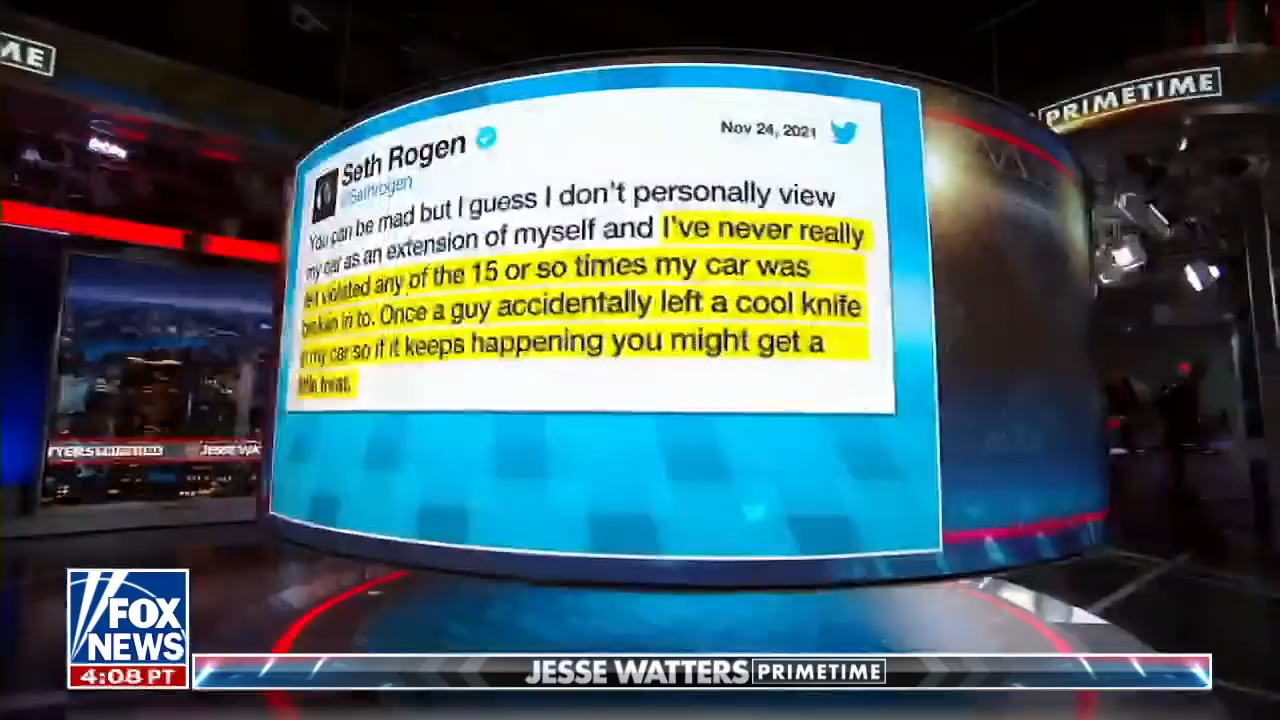 PRIMETIME
Seth Rogen
Nov 24, 2021
@Sethrogen
You can be mad but I guess I don't personally view
my car as an extension of myself and I've never really
felt violated any of the 15 or so times my car was
broken in to. Once a guy accidentally left a cool knife
in my car so if it keeps happening you might get a
little treat.
FOX
NEWS
4:08 PT
JESSE WATTERS PRIMETIME